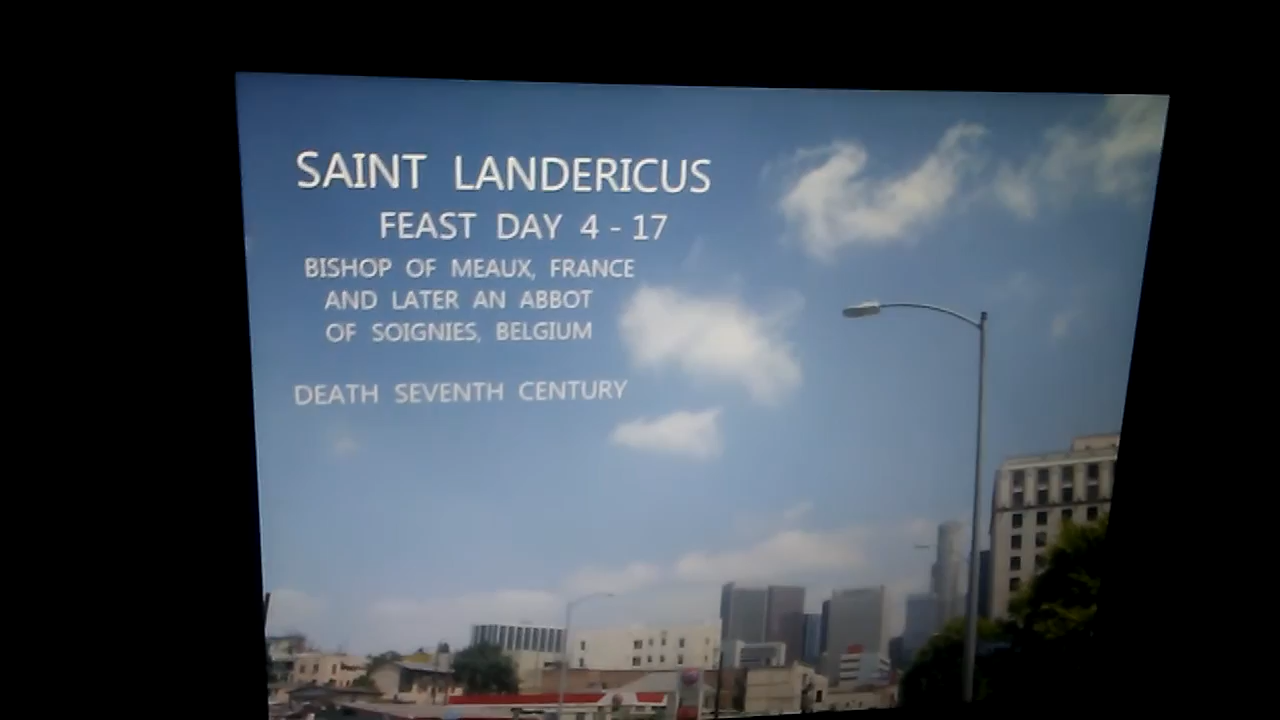 SAINT LANDERICUS
FEAST DAY 4 - 17
BISHOP OF MEAUX, FRANCE
AND LATER AN ABBOT
OF SOIGNIES, BELGIUM
DEATH SEVENTH CENTURY